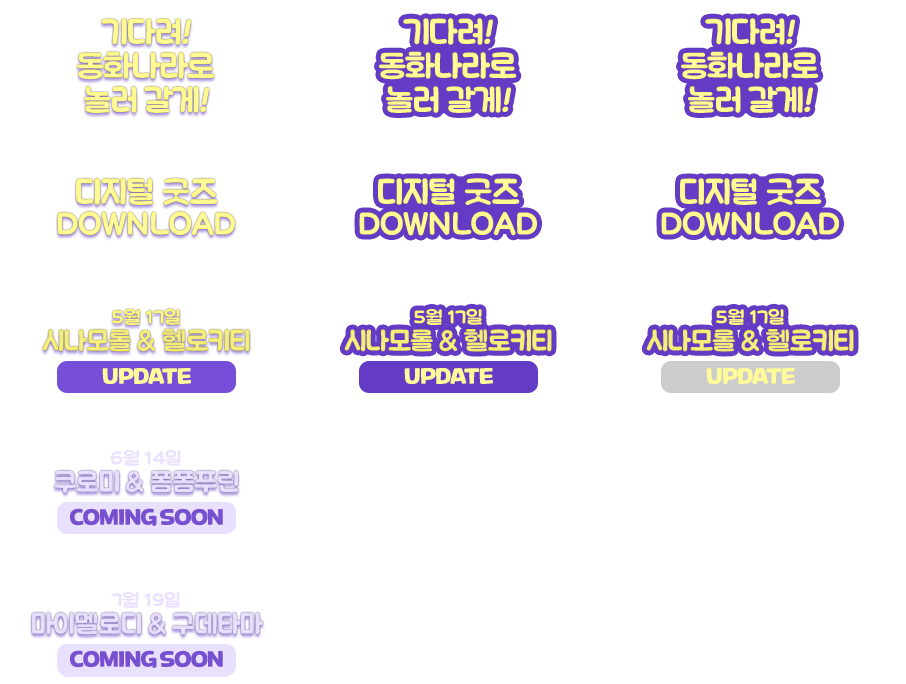 기다려!
동화나라로
놀러 갈게!
기다려!
동화나라로
놀러 갈게!
기다려!
동화나라로
놀러 갈게!
디지털 굿즈
DOWNLOAD
디지털 굿즈
DOWNLOAD
디지털 굿즈
DOWNLOAD
5월 17일
시나모롤 & 헬로키티
UPDATE
5월 17일
시나모롤 & 헬로키티
UPDATE
5월 17일
시나모롤 & 헬로키티
UPDATE
6월 14일
쿠로미 & 폼폼푸린
COMING SOON
7월 19일
마이멜로디 & 구데타마
COMING SOON